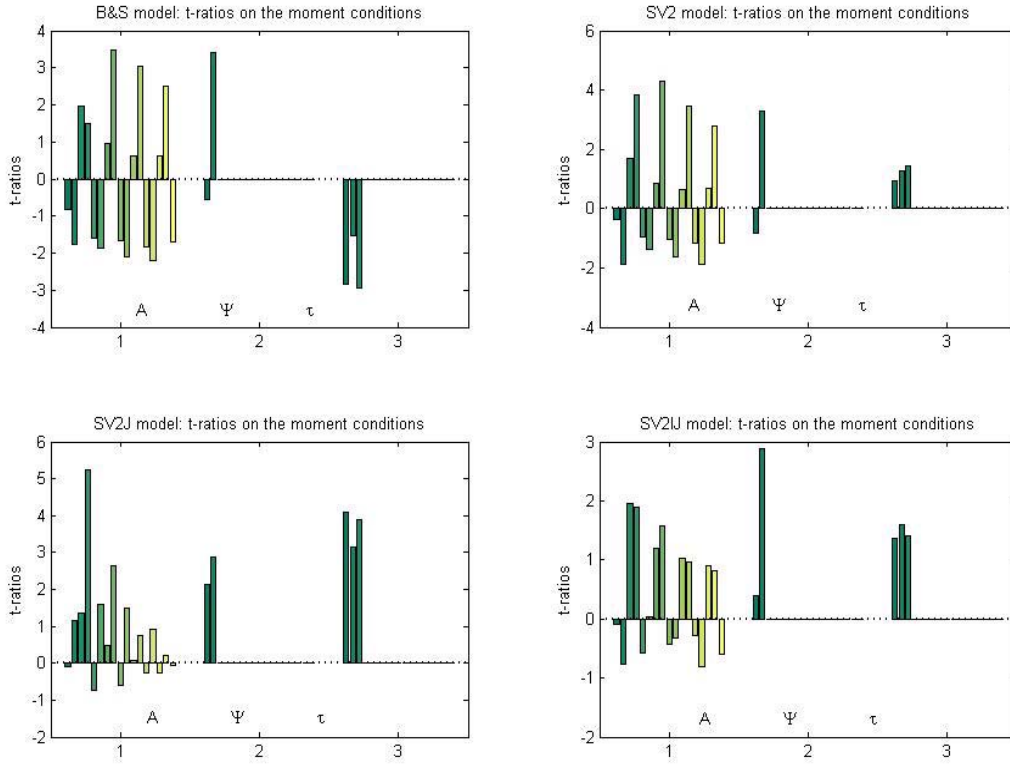 B&S model: t-ratios on the moment conditions
t-ratios
4
3
2
1
0
-1
-2
-3
-4
A Ψ τ
1 2 3
SV2 model: t-ratios on the moment conditions
t-ratios
6
4
2
0
-2
-4
A Ψ τ
1 2 3
SV2J model: t-ratios on the moment conditions
t-ratios
6
5
4
3
2
1
0
-1
-2
A Ψ τ
1 2 3
SV2IJ model: t-ratios on the moment conditions
t-ratios
3
2
1
0
-1
-2
A Ψ τ
1 2 3